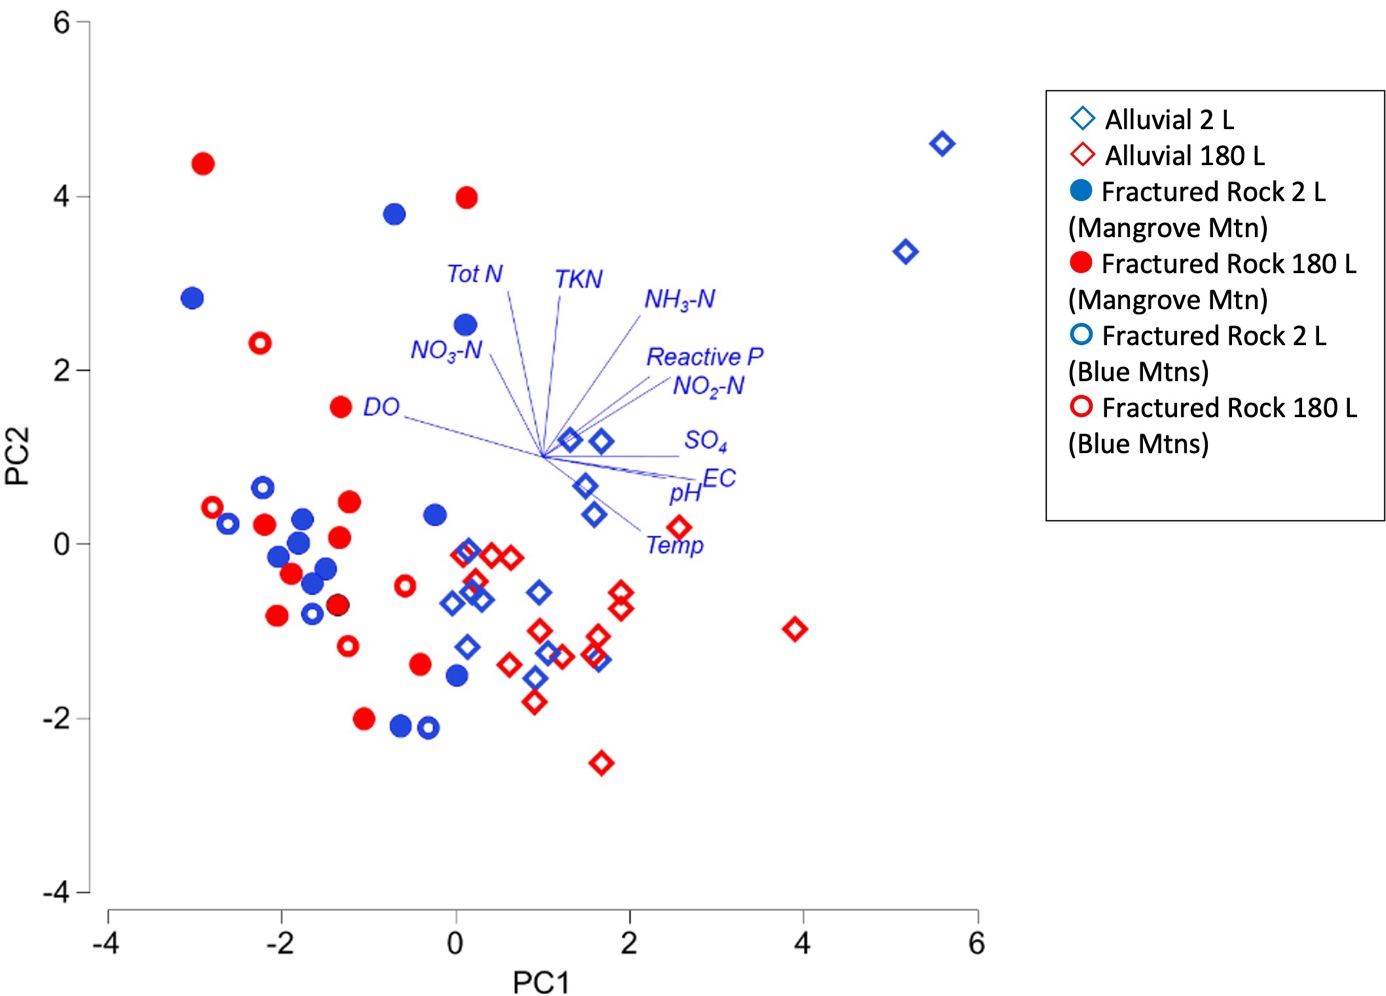 6
4
2
0
-2
-4
PC2
-4
-2
0
2
4
6
PC1
Tot N
TKN
NH₃-N
NO₃-N
Reactive P
NO₂-N
DO
SO₄
EC
pH
Temp
Alluvial 2 L
Alluvial 180 L
Fractured Rock 2 L
(Mangrove Mtn)
Fractured Rock 180 L
(Mangrove Mtn)
Fractured Rock 2 L
(Blue Mtns)
Fractured Rock 180 L
(Blue Mtns)